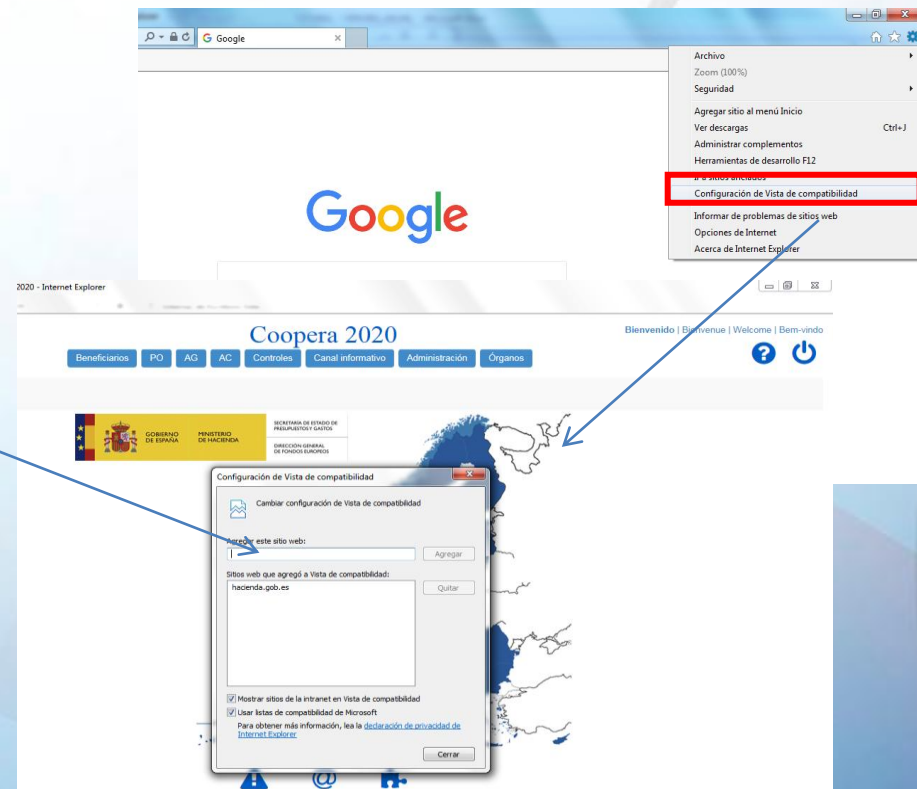 Google
Archivo
Zoom (100%)
Seguridad
Agregar sitio al menú Inicio
Ver descargas Ctrl+J
Administrar complementos
Herramientas de desarrollo F12
Ir a sitios anclados
Configuración de Vista de compatibilidad
Informar de problemas de sitios web
Opciones de Internet
Acerca de Internet Explorer
Google
2020 - Internet Explorer
Coopera 2020
Bienvenido | Bienvenue | Welcome | Bem-vindo
Beneficiarios PO AG AC Controles Canal informativo Administración Órganos
GOBIERNO
DE ESPAÑA
MINISTERIO
DE HACIENDA
SECRETARÍA DE ESTADO DE
PRESUPUESTOS Y GASTOS
DIRECCIÓN GENERAL
DE FONDOS EUROPEOS
Configuración de Vista de compatibilidad
Cambiar configuración de Vista de compatibilidad
Agregar este sitio web:
Agregar
Sitios web que agregó a Vista de compatibilidad:
hacienda.gob.es
Quitar
Mostrar sitios de la intranet en Vista de compatibilidad
Usar listas de compatibilidad de Microsoft
Para obtener más información, lea la declaración de privacidad de
Internet Explorer
Cerrar